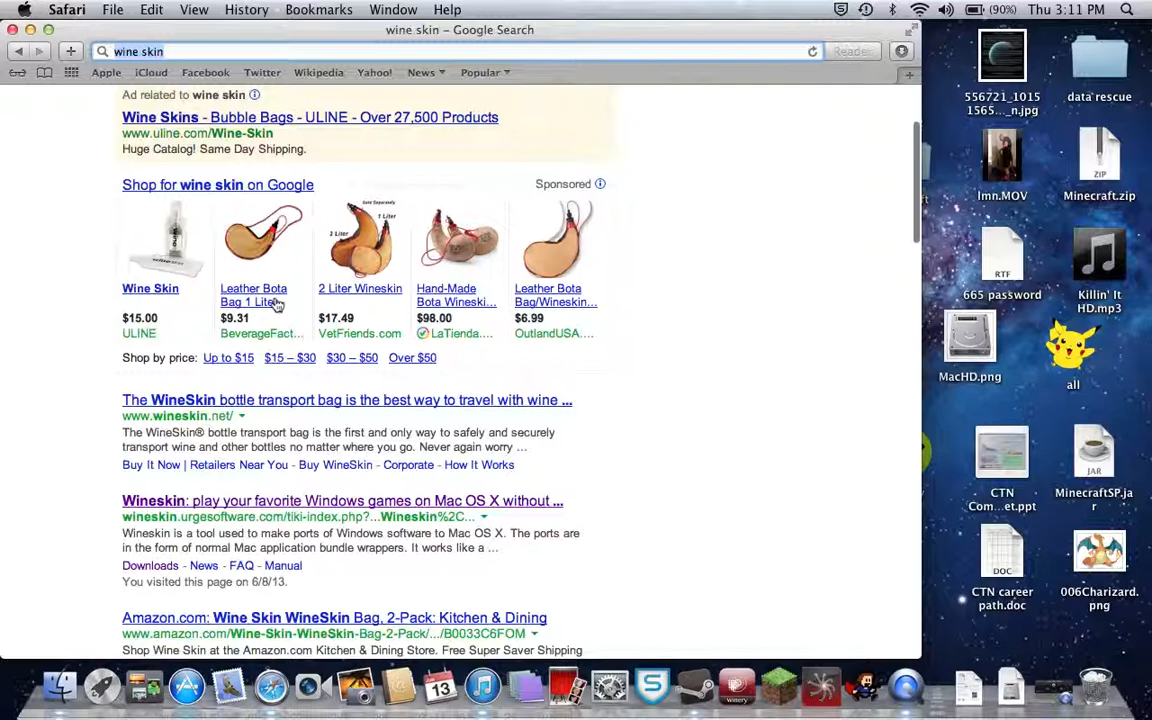 Safari File Edit View History Bookmarks Window Help (90%) Thu 3:11 PM
wine skin – Google Search
wine skin Reader
Apple iCloud Facebook Twitter Wikipedia Yahoo! News Popular
Ad related to wine skin
Wine Skins - Bubble Bags - ULINE - Over 27,500 Products
www.uline.com/Wine-Skin
Huge Catalog! Same Day Shipping.
Shop for wine skin on Google Sponsored
Wine Skin
$15.00
ULINE
Leather Bota
Bag 1 Liter
$9.31
BeverageFact...
2 Liter
1 Liter
2 Liter Wineskin
$17.49
VetFriends.com
Hand-Made
Bota Wineski...
$98.00
LaTienda....
Leather Bota
Bag/Wineskin...
$6.99
OutlandUSA....
Shop by price: Up to $15 $15 – $30 $30 – $50 Over $50
The WineSkin bottle transport bag is the best way to travel with wine ...
www.wineskin.net/
The WineSkin® bottle transport bag is the first and only way to safely and securely
transport wine and other bottles no matter where you go. Never again worry ...
Buy It Now | Retailers Near You - Buy WineSkin - Corporate - How It Works
Wineskin: play your favorite Windows games on Mac OS X without ...
wineskin.urgesoftware.com/tiki-index.php?...Wineskin%2C...
Wineskin is a tool used to make ports of Windows software to Mac OS X. The ports are
in the form of normal Mac application bundle wrappers. It works like a ...
Downloads - News - FAQ - Manual
You visited this page on 6/8/13.
Amazon.com: Wine Skin WineSkin Bag, 2-Pack: Kitchen & Dining
www.amazon.com/Wine-Skin-WineSkin-Bag-2-Pack/.../B0033C6FOM
Shop Wine Skin at the Amazon.com Kitchen & Dining Store. Free Super Saver Shipping
556721_1015
1565..._n.jpg
data rescue
lmn.MOV
ZIP
Minecraft.zip
RTF
665 password
Killin' It
HD.mp3
MacHD.png
all
CTN
Com...et.ppt
JAR
MinecraftSP.ja
r
DOC
CTN career
path.doc
006Charizard.
png
13
winery